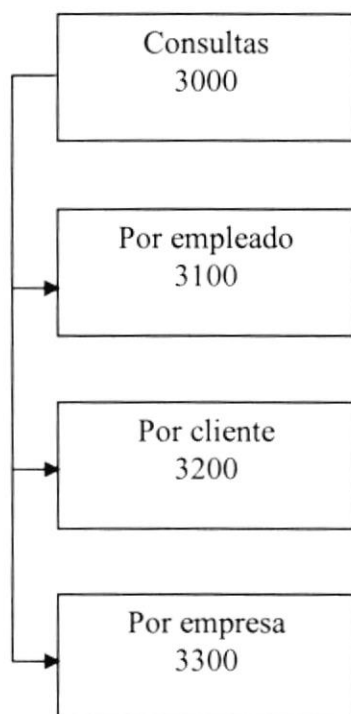 Consultas
3000
Por empleado
3100
Por cliente
3200
Por empresa
3300